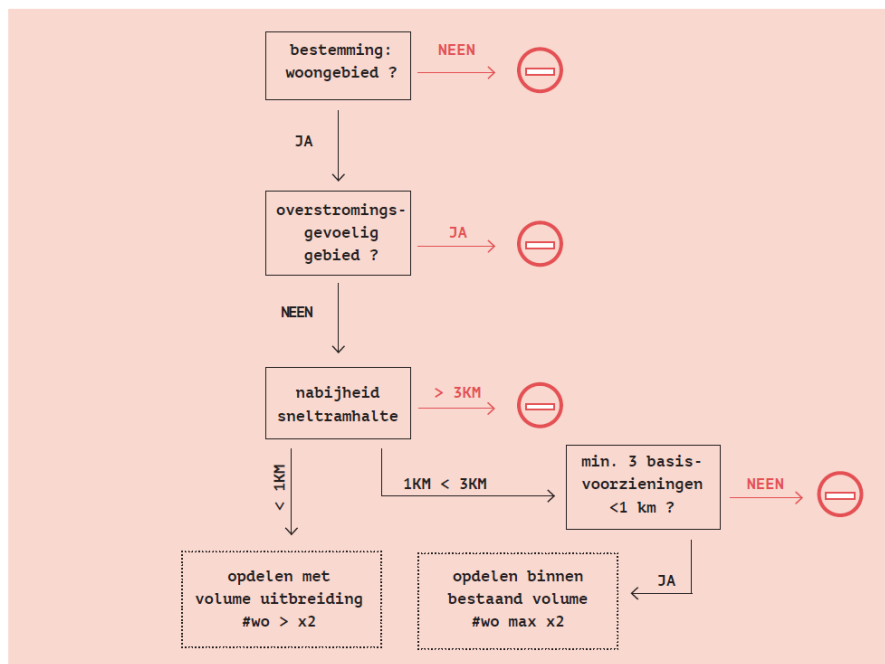 bestemming:
woongebied ?
NEEN
JA
overstromings-
gevoelig
gebied ?
JA
NEEN
nabijheid
sneltramhalte
> 3KM
< 1KM
1KM < 3KM
min. 3 basis-
voorzieningen
<1 km ?
NEEN
JA
opdelen met
volume uitbreiding
#wo > x2
opdelen binnen
bestaand volume
#wo max x2